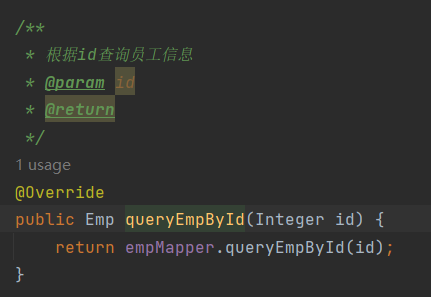 /**
* 根据id查询员工信息
* @param id
* @return
*/
1 usage
@Override
public Emp queryEmpById(Integer id) {
return empMapper.queryEmpById(id);
}